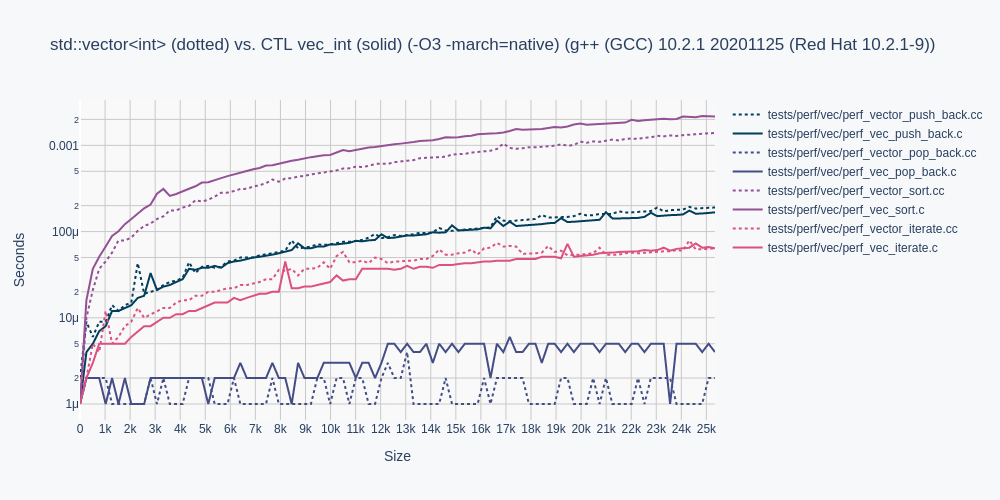 std::vector<int> (dotted) vs. CTL vec_int (solid) (-O3 -march=native) (g++ (GCC) 10.2.1 20201125 (Red Hat 10.2.1-9))
2
0.001
5
2
100μ
5
2
10μ
5
2
1μ
Seconds
0 1k 2k 3k 4k 5k 6k 7k 8k 9k 10k 11k 12k 13k 14k 15k 16k 17k 18k 19k 20k 21k 22k 23k 24k 25k
Size
tests/perf/vec/perf_vector_push_back.cc
tests/perf/vec/perf_vec_push_back.c
tests/perf/vec/perf_vector_pop_back.cc
tests/perf/vec/perf_vec_pop_back.c
tests/perf/vec/perf_vector_sort.cc
tests/perf/vec/perf_vec_sort.c
tests/perf/vec/perf_vector_iterate.cc
tests/perf/vec/perf_vec_iterate.c